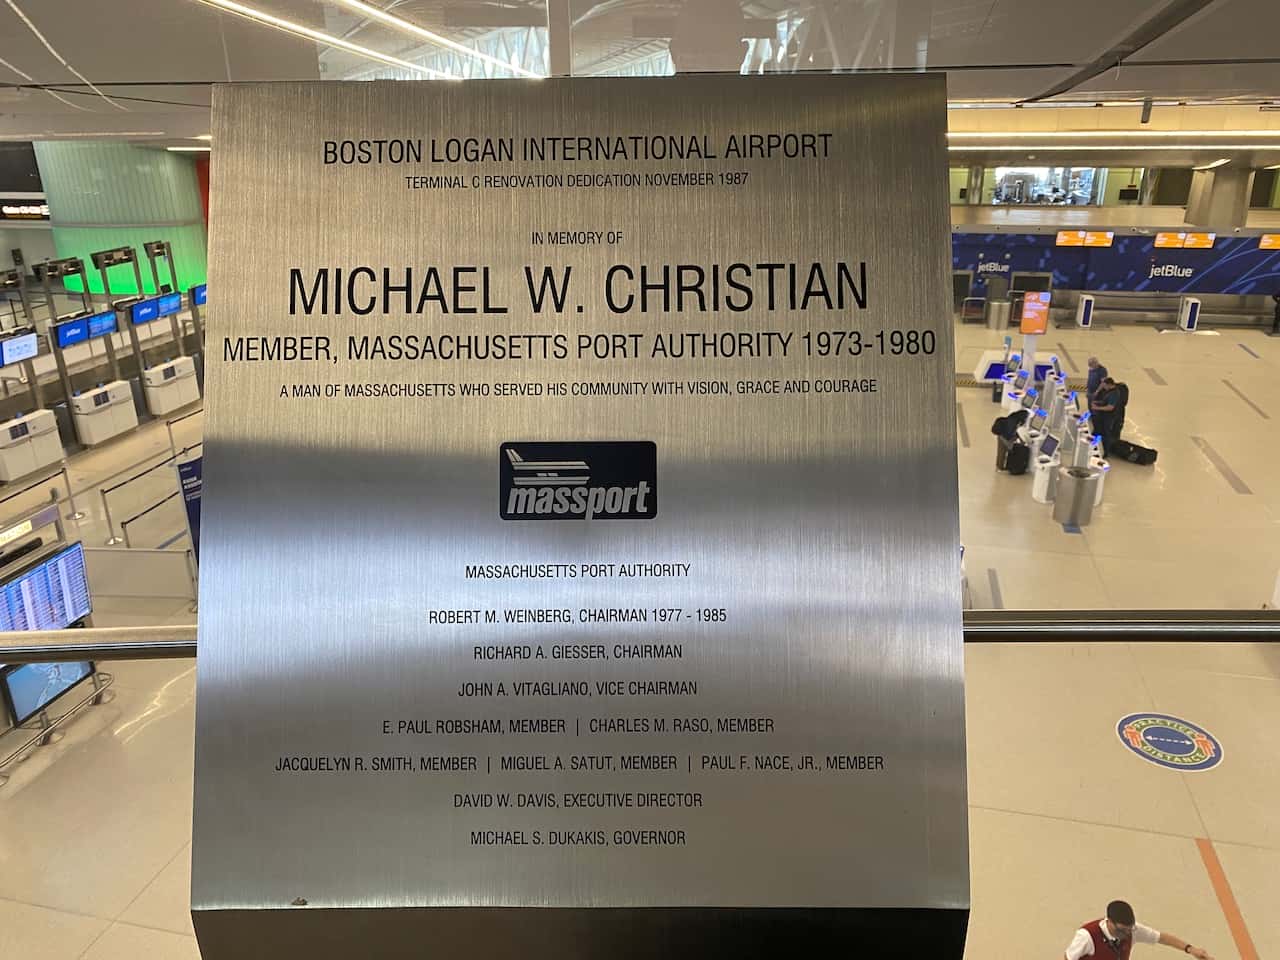 BOSTON LOGAN INTERNATIONAL AIRPORT
TERMINAL C RENOVATION DEDICATION NOVEMBER 1987
IN MEMORY OF
MICHAEL W. CHRISTIAN
MEMBER, MASSACHUSETTS PORT AUTHORITY 1973-1980
A MAN OF MASSACHUSETTS WHO SERVED HIS COMMUNITY WITH VISION, GRACE AND COURAGE
massport
MASSACHUSETTS PORT AUTHORITY
ROBERT M. WEINBERG, CHAIRMAN 1977 - 1985
RICHARD A. GIESSER, CHAIRMAN
JOHN A. VITAGLIANO, VICE CHAIRMAN
E. PAUL ROBSHAM, MEMBER | CHARLES M. RASO, MEMBER
JACQUELYN R. SMITH, MEMBER | MIGUEL A. SATUT, MEMBER | PAUL F. NACE, JR., MEMBER
DAVID W. DAVIS, EXECUTIVE DIRECTOR
MICHAEL S. DUKAKIS, GOVERNOR
jetBlue
jetBlue
PRACTICE
DISTANCE